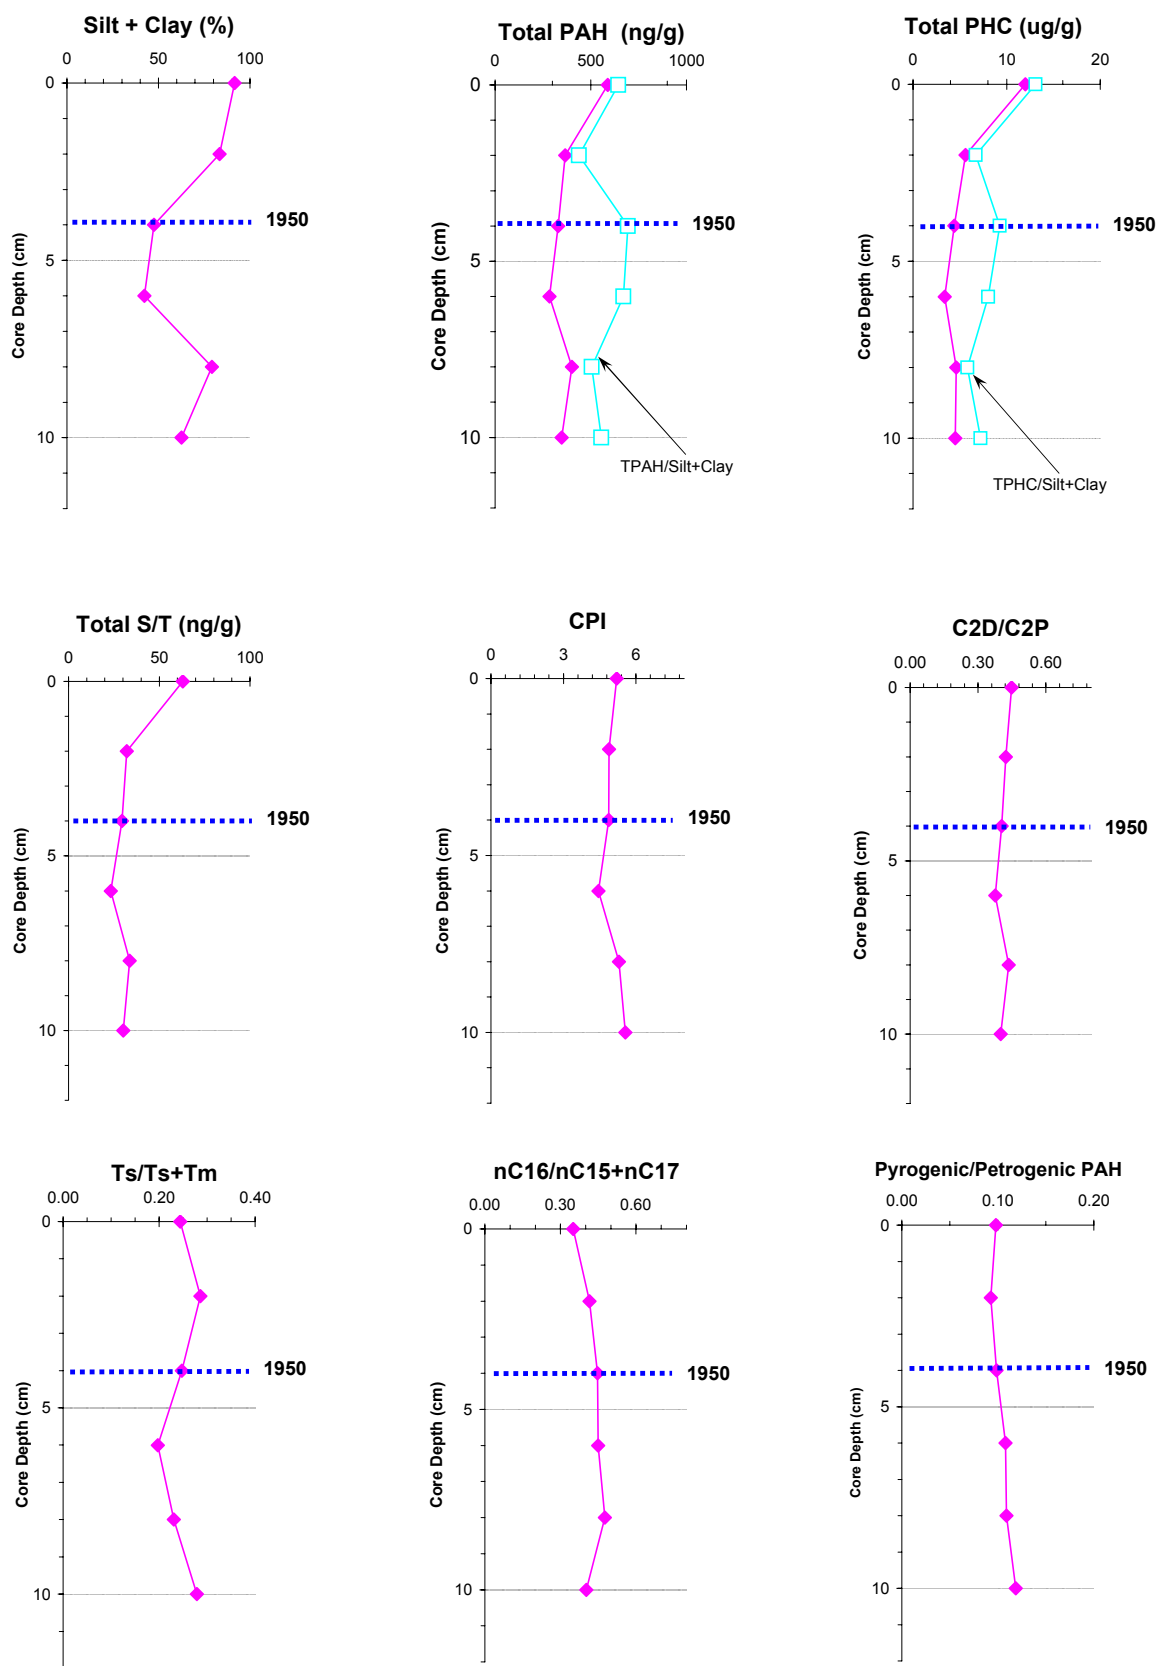 Silt + Clay (%)
0 50 100
0
5
10
Core Depth (cm)
1950
Total PAH (ng/g)
0 500 1000
0
5
10
Core Depth (cm)
1950
TPAH/Silt+Clay
Total PHC (ug/g)
0 10 20
0
5
10
Core Depth (cm)
1950
TPHC/Silt+Clay
Total S/T (ng/g)
0 50 100
0
5
10
Core Depth (cm)
1950
CPI
0 3 6
0
5
10
Core Depth (cm)
1950
C2D/C2P
0.00 0.30 0.60
0
5
10
Core Depth (cm)
1950
Ts/Ts+Tm
0.00 0.20 0.40
0
5
10
Core Depth (cm)
1950
nC16/nC15+nC17
0.00 0.30 0.60
0
5
10
Core Depth (cm)
1950
Pyrogenic/Petrogenic PAH
0.00 0.10 0.20
0
5
10
Core Depth (cm)
1950